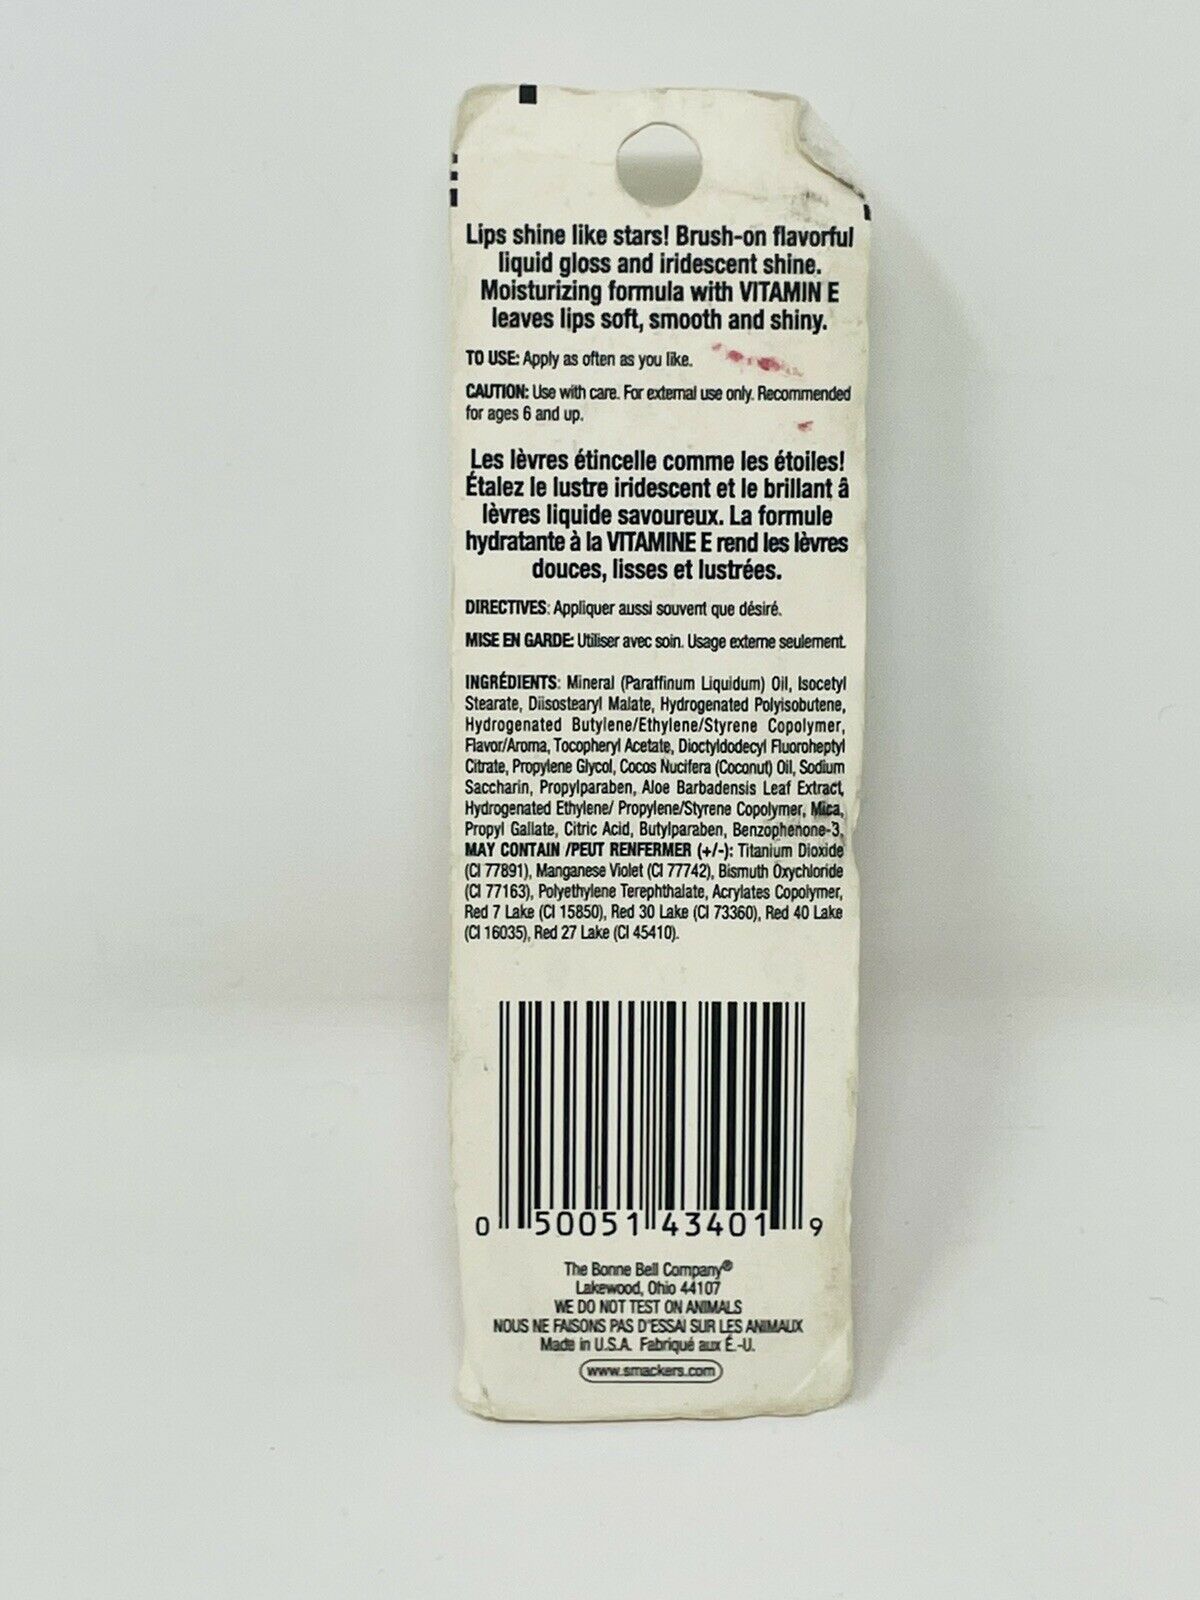 Lips shine like stars! Brush-on flavorful
liquid gloss and iridescent shine.
Moisturizing formula with VITAMIN E
leaves lips soft, smooth and shiny.
TO USE: Apply as often as you like.
CAUTION: Use with care. For external use only. Recommended
for ages 6 and up.
Les lèvres étincelle comme les étoiles!
Étalez le lustre iridescent et le brillant â
lèvres liquide savoureux. La formule
hydratante à la VITAMINE E rend les lèvres
douces, lisses et lustrées.
DIRECTIVES: Appliquer aussi souvent que désiré.
MISE EN GARDE: Utiliser avec soin. Usage externe seulement.
INGRÉDIENTS: Mineral (Paraffinum Liquidum) Oil, Isocetyl
Stearate, Diisostearyl Malate, Hydrogenated Polyisobutene,
Hydrogenated Butylene/Ethylene/Styrene Copolymer,
Flavor/Aroma, Tocopheryl Acetate, Dioctyldodecyl Fluoroheptyl
Citrate, Propylene Glycol, Cocos Nucifera (Coconut) Oil, Sodium
Saccharin, Propylparaben, Aloe Barbadensis Leaf Extract,
Hydrogenated Ethylene/ Propylene/Styrene Copolymer, Mica,
Propyl Gallate, Citric Acid, Butylparaben, Benzophenone-3,
MAY CONTAIN /PEUT RENFERMER (+/-): Titanium Dioxide
(CI 77891), Manganese Violet (CI 77742), Bismuth Oxychloride
(CI 77163), Polyethylene Terephthalate, Acrylates Copolymer,
Red 7 Lake (CI 15850), Red 30 Lake (CI 73360), Red 40 Lake
(CI 16035), Red 27 Lake (CI 45410).
0 50051 43401 9
The Bonne Bell Company®
Lakewood, Ohio 44107
WE DO NOT TEST ON ANIMALS
NOUS NE FAISONS PAS D'ESSAI SUR LES ANIMAUX
Made in U.S.A. Fabriqué aux É.-U.
www.smackers.com